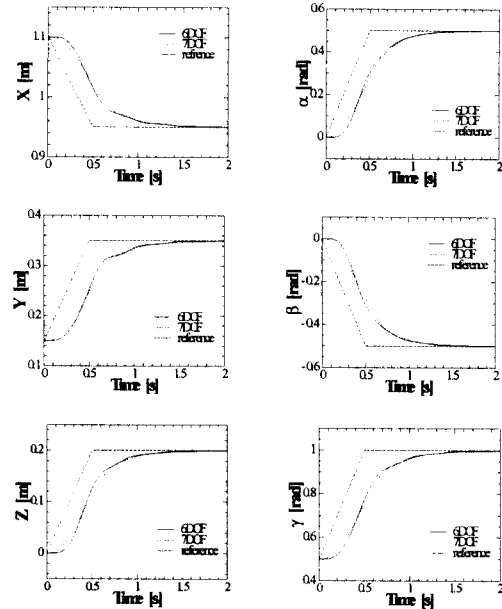 1.1
1
0.9
X [m]
6DOF
7DOF
refrence
0 0.5 1 1.5 2
Time [s]
0.4
0.2
0
α [rad]
6DOF
7DOF
reference
0 0.5 1 1.5 2
Time [s]
0.4
0.3
0.2
0.1
Y [m]
6DOF
7DOF
reference
0 0.5 1 1.5 2
Time [s]
0
-0.2
-0.4
-0.6
β [rad]
6DOF
7DOF
reference
0 0.5 1 1.5 2
Time [s]
0.2
0.1
0
Z [m]
6DOF
7DOF
reference
0 0.5 1 1.5 2
Time [s]
1
0.8
0.6
0.4
γ [rad]
6DOF
7DOF
reference
0 0.5 1 1.5 2
Time [s]